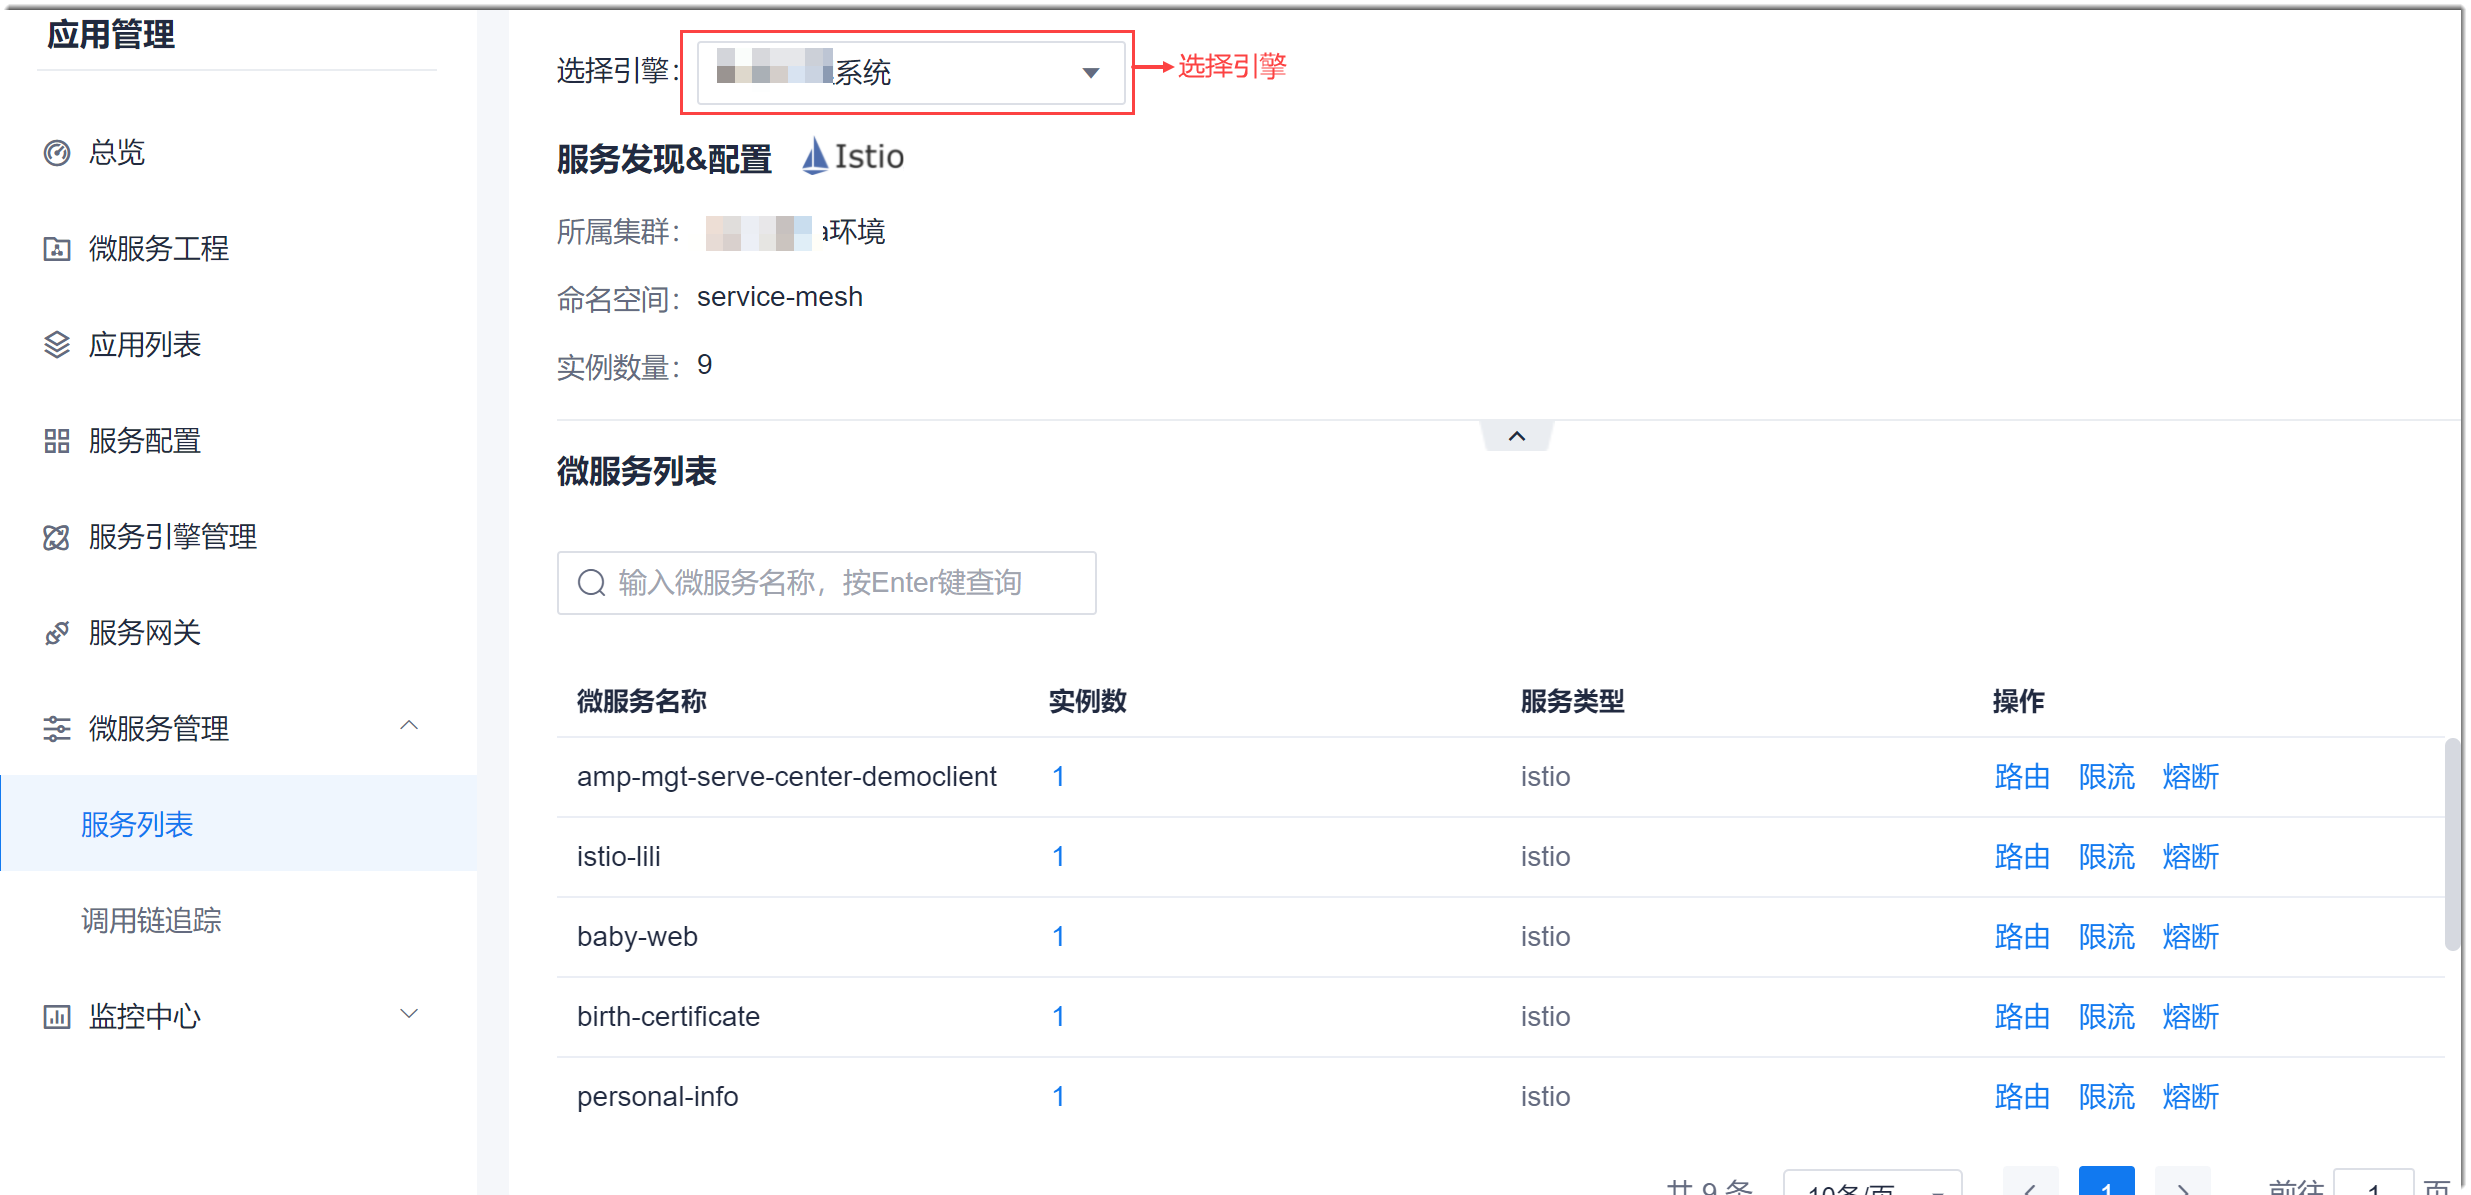 应用管理
总览
微服务工程
应用列表
服务配置
服务引擎管理
服务网关
微服务管理
服务列表
调用链追踪
监控中心
选择引擎： 系统 选择引擎
服务发现&配置 Istio
所属集群： a环境
命名空间： service-mesh
实例数量： 9
微服务列表
输入微服务名称，按Enter键查询
微服务名称 实例数 服务类型 操作
amp-mgt-serve-center-democlient 1 istio 路由 限流 熔断
istio-lili 1 istio 路由 限流 熔断
baby-web 1 istio 路由 限流 熔断
birth-certificate 1 istio 路由 限流 熔断
personal-info 1 istio 路由 限流 熔断
共 9 条 10条/页 1 前往 1 页